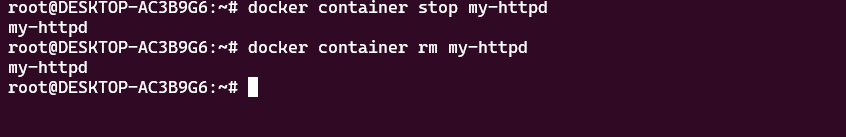 root@DESKTOP-AC3B9G6:~# docker container stop my-httpd
my-httpd
root@DESKTOP-AC3B9G6:~# docker container rm my-httpd
my-httpd
root@DESKTOP-AC3B9G6:~#